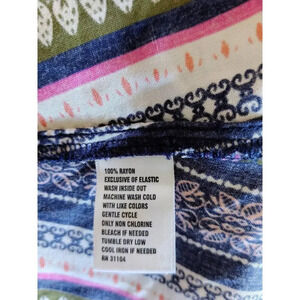 100% RAYON
EXCLUSIVE OF ELASTIC
WASH INSIDE OUT
MACHINE WASH COLD
WITH LIKE COLORS
GENTLE CYCLE
ONLY NON CHLORINE
BLEACH IF NEEDED
TUMBLE DRY LOW
COOL IRON IF NEEDED
RN 31104